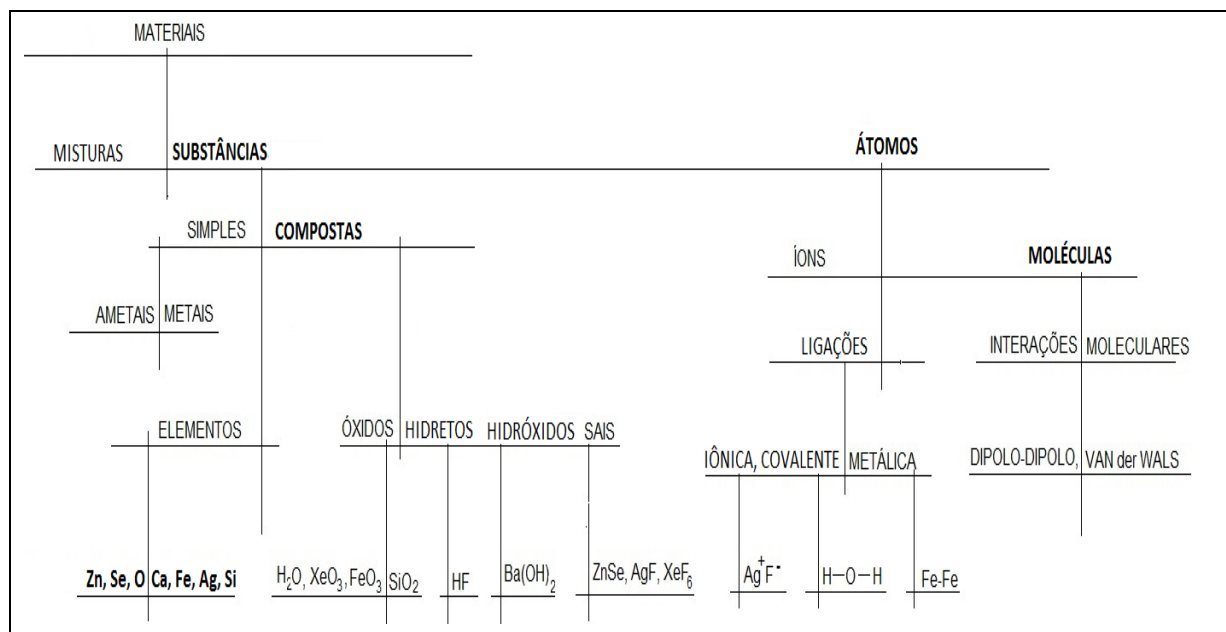 MATERIAIS
MISTURAS SUBSTÂNCIAS ÁTOMOS
SIMPLES COMPOSTAS ÍONS MOLÉCULAS
AMETAIS METAIS LIGAÇÕES INTERAÇÕES MOLECULARES
ELEMENTOS ÓXIDOS HIDRETOS HIDRÓXIDOS SAIS IÔNICA, COVALENTE METÁLICA DIPOLO-DIPOLO, VAN der WALS
Zn, Se, O Ca, Fe, Ag, Si H₂O, XeO₃, FeO₃ SiO₂ HF Ba(OH)₂ ZnSe, AgF, XeF₆ Ag⁺F⁻ H-O-H Fe-Fe